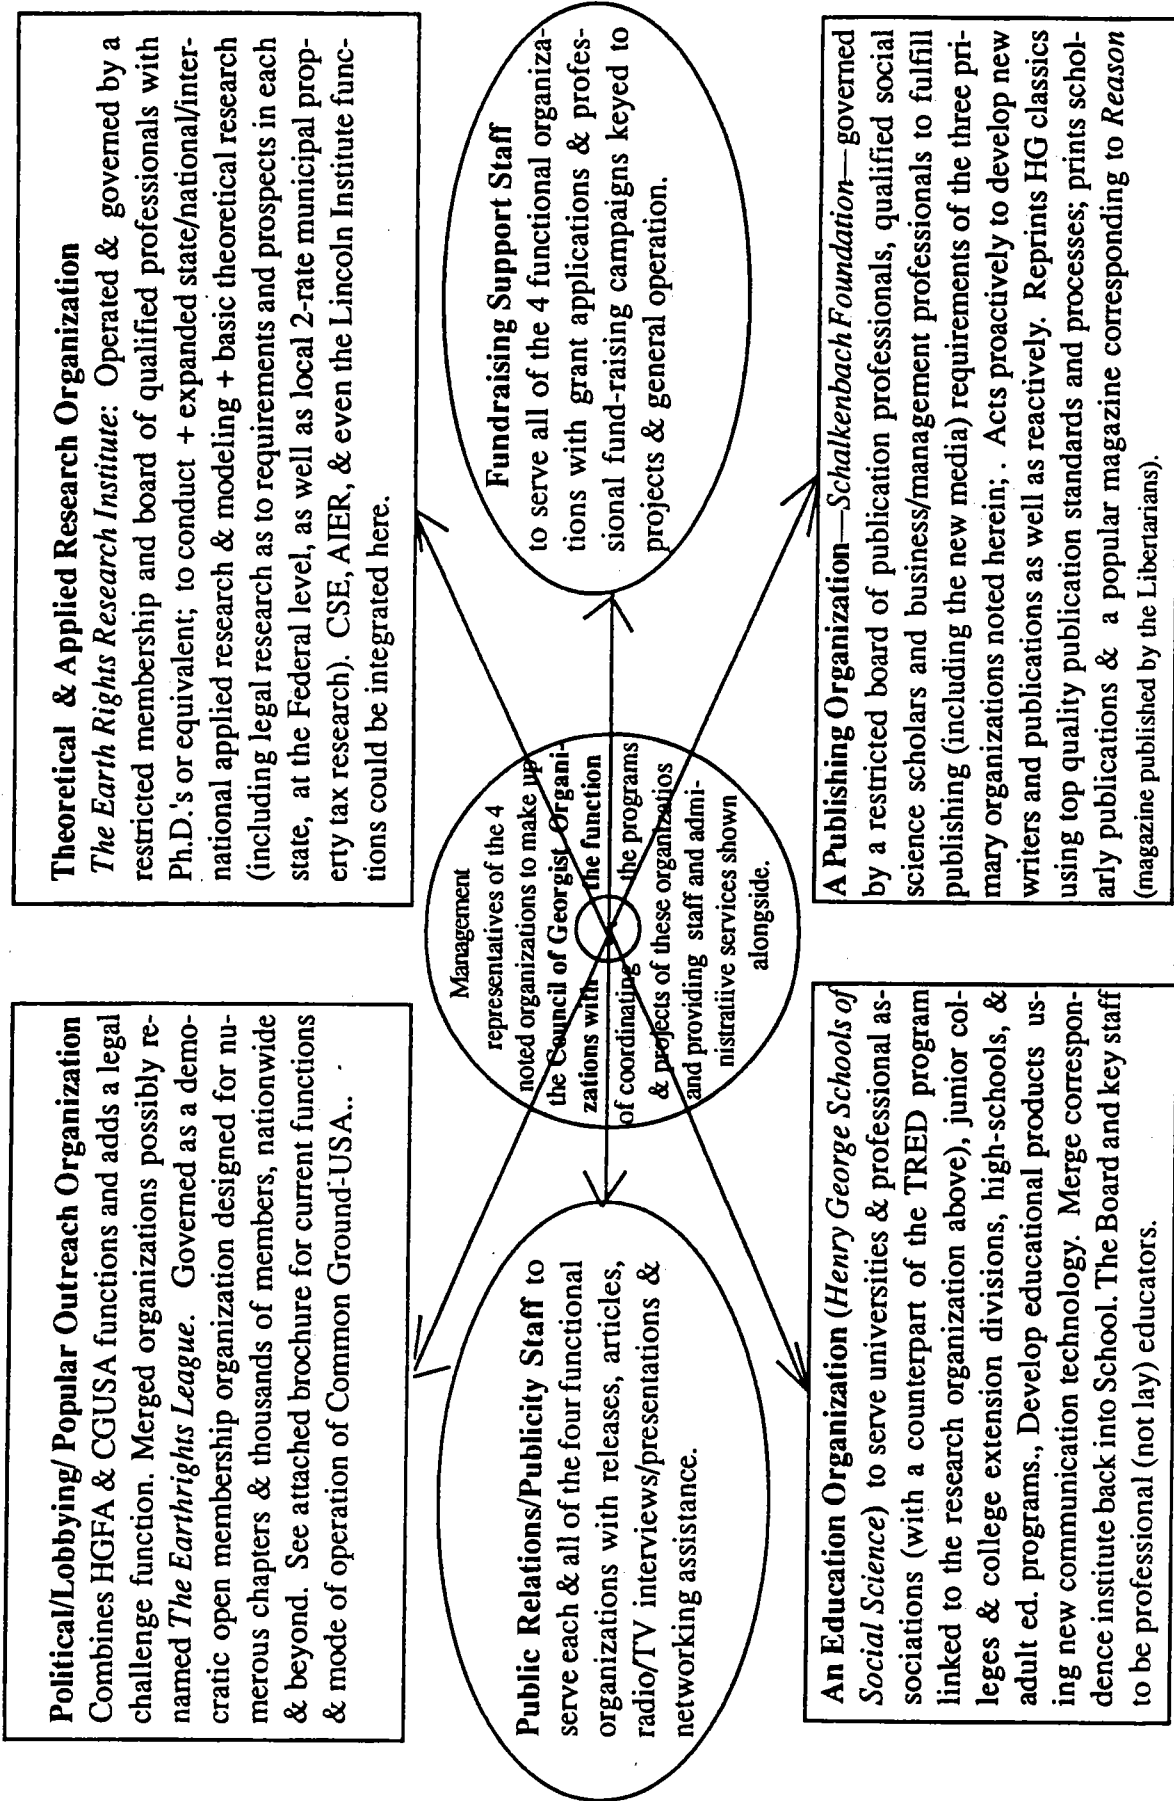 Political/Lobbying/ Popular Outreach Organization
Combines HGFA & CGUSA functions and adds a legal
challenge function. Merged organizations possibly re-
named The Earthrights League. Governed as a demo-
cratic open membership organization designed for nu-
merous chapters & thousands of members, nationwide
& beyond. See attached brochure for current functions
& mode of operation of Common Ground-USA..
Theoretical & Applied Research Organization
The Earth Rights Research Institute: Operated & governed by a
restricted membership and board of qualified professionals with
Ph.D.'s or equivalent; to conduct + expanded state/national/inter-
national applied research & modeling + basic theoretical research
(including legal research as to requirements and prospects in each
state, at the Federal level, as well as local 2-rate municipal prop-
erty tax research). CSE, AIER, & even the Lincoln Institute func-
tions could be integrated here.
Public Relations/Publicity Staff to
serve each & all of the four functional
organizations with releases, articles,
radio/TV interviews/presentations &
networking assistance.
Management
representatives of the 4
noted organizations to make up
the Council of Georgist Organi-
zations with the function
of coordinating the programs
& projects of these organizatios
and providing staff and admi-
nistratiive services shown
alongside.
Fundraising Support Staff
to serve all of the 4 functional organiza-
tions with grant applications & profes-
sional fund-raising campaigns keyed to
projects & general operation.
An Education Organization (Henry George Schools of
Social Science) to serve universities & professional as-
sociations (with a counterpart of the TRED program
linked to the research organization above), junior col-
leges & college extension divisions, high-schools, &
adult ed. programs., Develop educational products us-
ing new communication technology. Merge correspon-
dence institute back into School. The Board and key staff
to be professional (not lay) educators.
A Publishing Organization—Schalkenbach Foundation—governed
by a restricted board of publication professionals, qualified social
science scholars and business/management professionals to fulfill
publishing (including the new media) requirements of the three pri-
mary organizations noted herein; . Acts proactively to develop new
writers and publications as well as reactively. Reprints HG classics
using top quality publication standards and processes; prints schol-
arly publications & a popular magazine corresponding to Reason
(magazine published by the Libertarians).